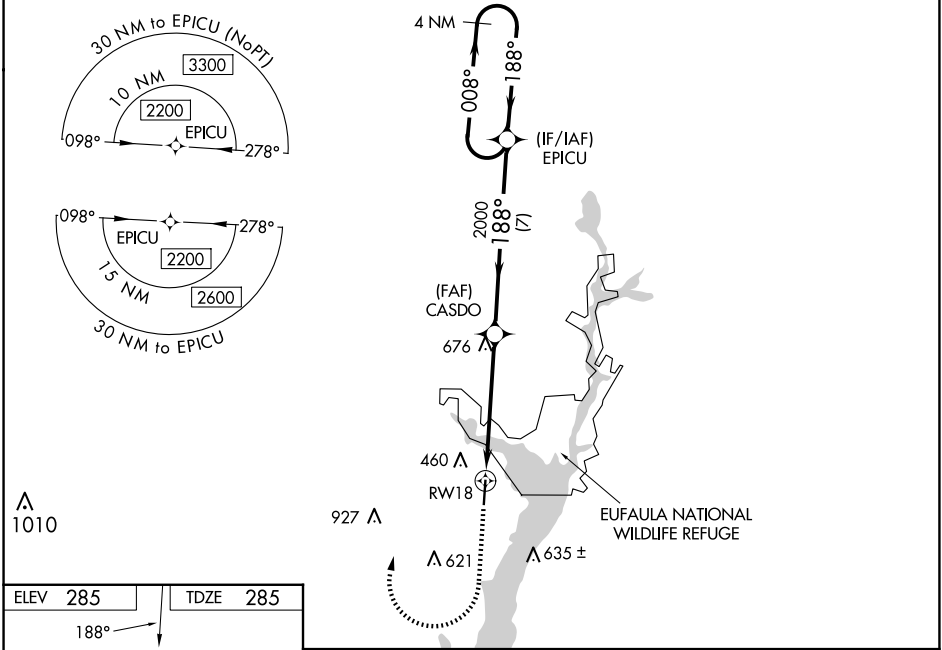 30 NM to EPICU (NoPT)
3300
10 NM
2200
EPICU
098°
278°
098°
278°
EPICU
2200
15 NM
2600
30 NM to EPICU
4 NM
008°
188°
(IF/IAF)
EPICU
2000
188°
(7)
(FAF)
CASDO
676
460
RW18
927
621
635 ±
EUFAULA NATIONAL
WILDLIFE REFUGE
1010
ELEV 285
TDZE 285
188°